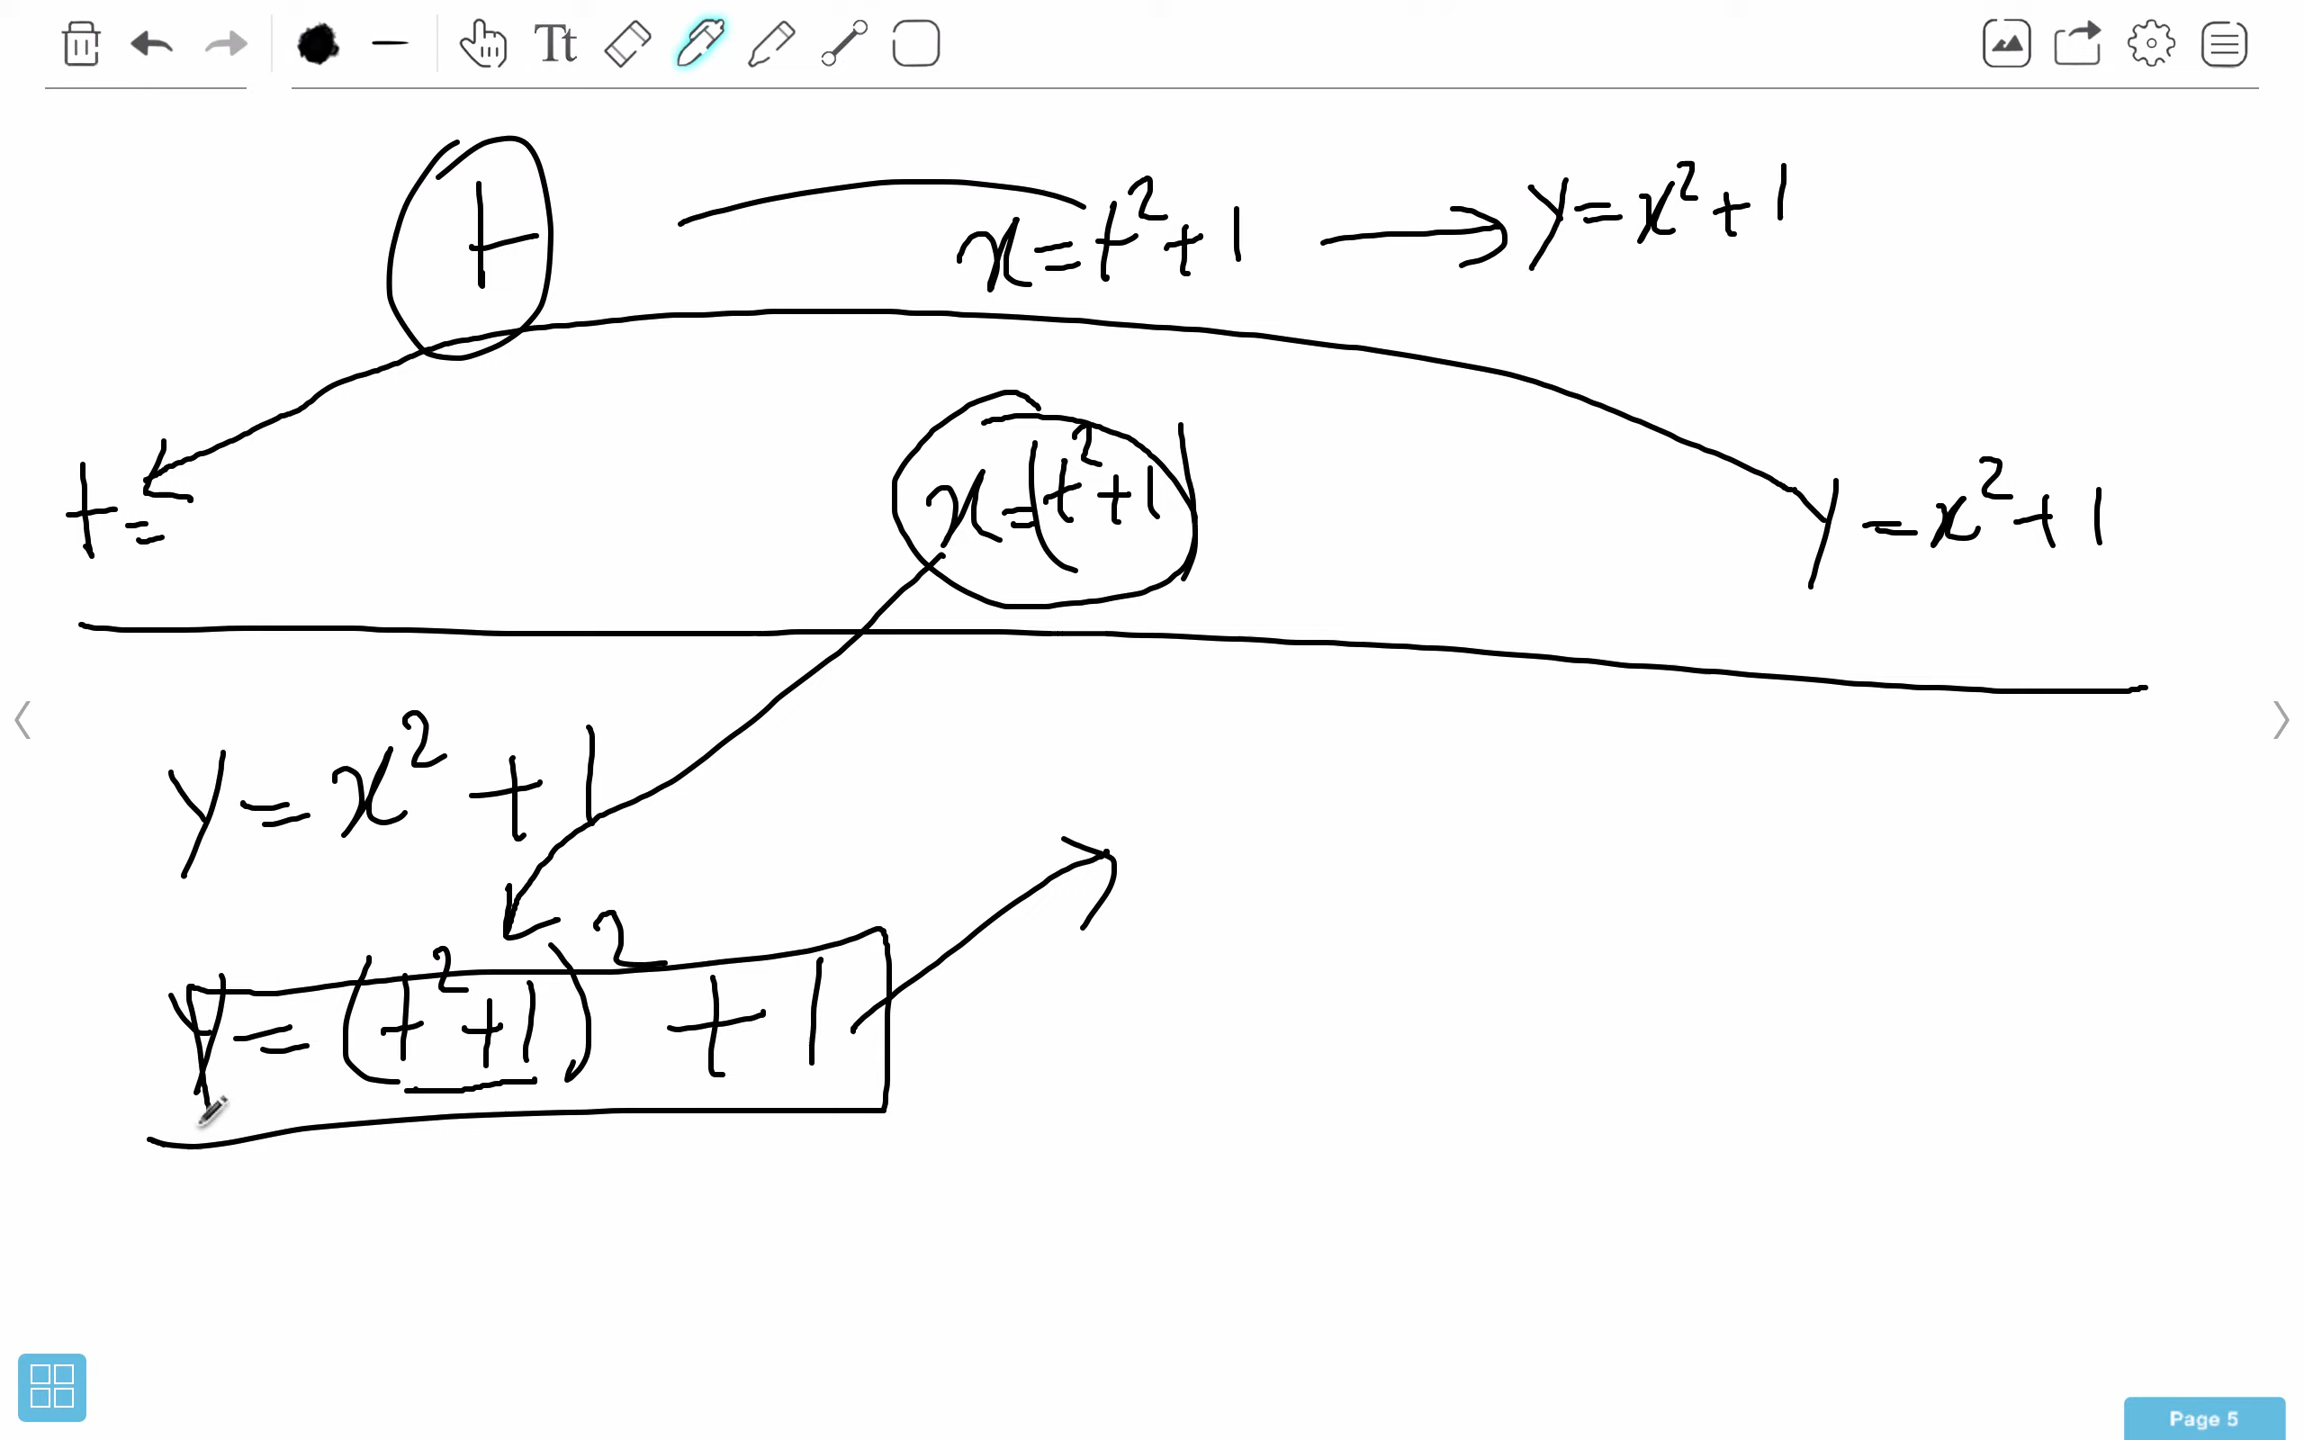 Tt
t x = t² + 1 → y = x² + 1
t = x = (t² + 1) y = x² + 1
y = x² + 1
y = (t² + 1)² + 1
Page 5